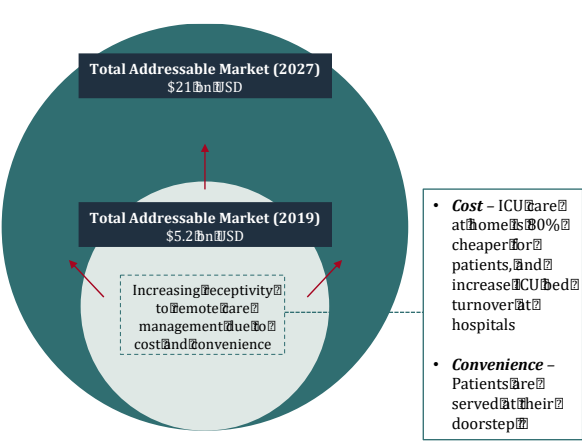 Total Addressable Market (2027)
$21 bn USD
Total Addressable Market (2019)
$5.2 bn USD
Increasing receptivity
to remote care
management due to
cost and convenience
• Cost – ICU care
at home is 80%
cheaper for
patients, and
increase ICU bed
turnover at
hospitals
• Convenience –
Patients are
served at their
doorstep